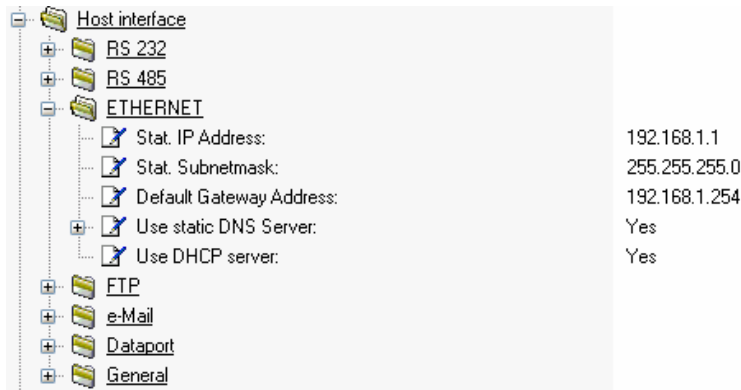 Host interface
RS 232
RS 485
ETHERNET
Stat. IP Address: 192.168.1.1
Stat. Subnetmask: 255.255.255.0
Default Gateway Address: 192.168.1.254
Use static DNS Server: Yes
Use DHCP server: Yes
FTP
e-Mail
Dataport
General